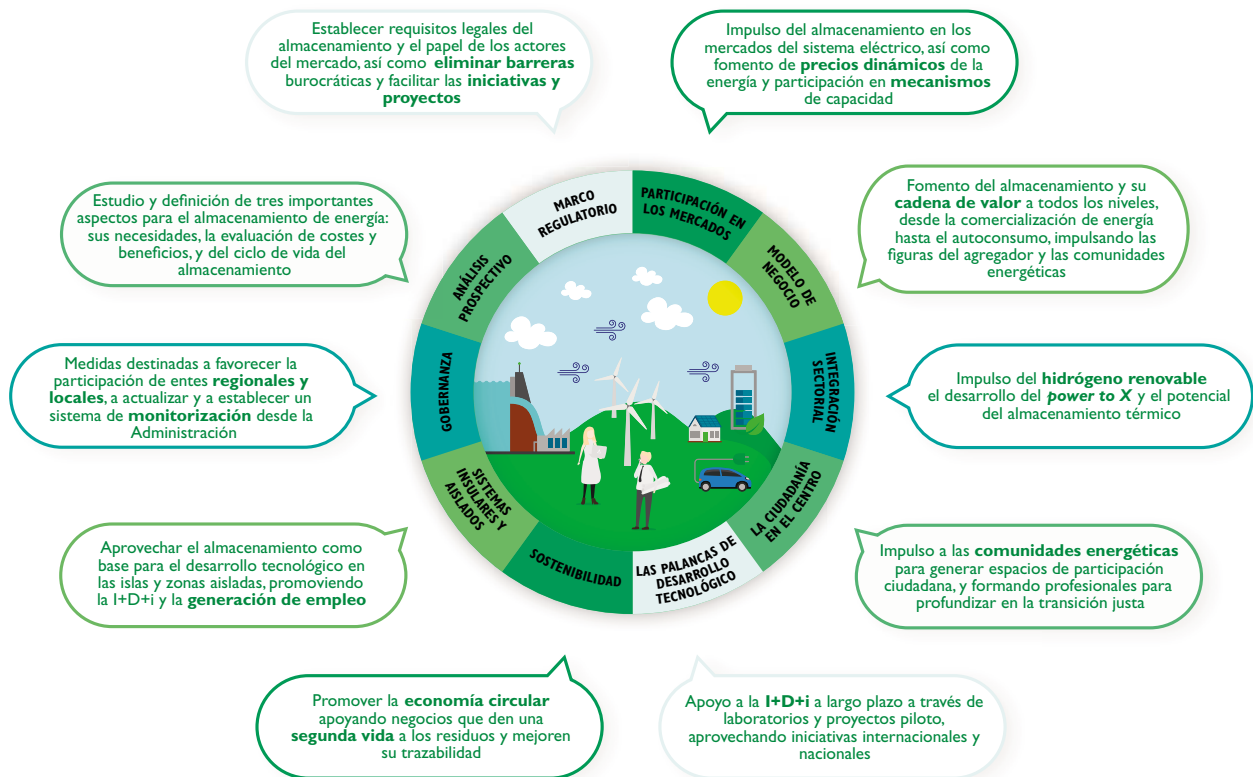 Establecer requisitos legales del
almacenamiento y el papel de los actores
del mercado, así como eliminar barreras
burocráticas y facilitar las iniciativas y
proyectos
Impulso del almacenamiento en los
mercados del sistema eléctrico, así como
fomento de precios dinámicos de la
energía y participación en mecanismos
de capacidad
Estudio y definición de tres importantes
aspectos para el almacenamiento de energía:
sus necesidades, la evaluación de costes y
beneficios, y del ciclo de vida del
almacenamiento
Fomento del almacenamiento y su
cadena de valor a todos los niveles,
desde la comercialización de energía
hasta el autoconsumo, impulsando las
figuras del agregador y las comunidades
energéticas
MARCO
REGULATORIO
PARTICIPACIÓN EN
LOS MERCADOS
ANÁLISIS
PROSPECTIVO
MODELO DE
NEGOCIO
GOBERNANZA
INTEGRACIÓN
SECTORIAL
Medidas destinadas a favorecer la
participación de entes regionales y
locales, a actualizar y a establecer un
sistema de monitorización desde la
Administración
Impulso del hidrógeno renovable
el desarrollo del power to X y el potencial
del almacenamiento térmico
SISTEMAS
INSULARES Y
AISLADOS
LA CIUDADANÍA
EN EL CENTRO
SOSTENIBILIDAD
LAS PALANCAS DE
DESARROLLO
TECNOLÓGICO
Aprovechar el almacenamiento como
base para el desarrollo tecnológico en
las islas y zonas aisladas, promoviendo
la I+D+i y la generación de empleo
Impulso a las comunidades energéticas
para generar espacios de participación
ciudadana, y formando profesionales para
profundizar en la transición justa
Promover la economía circular
apoyando negocios que den una
segunda vida a los residuos y mejoren
su trazabilidad
Apoyo a la I+D+i a largo plazo a través de
laboratorios y proyectos piloto,
aprovechando iniciativas internacionales y
nacionales